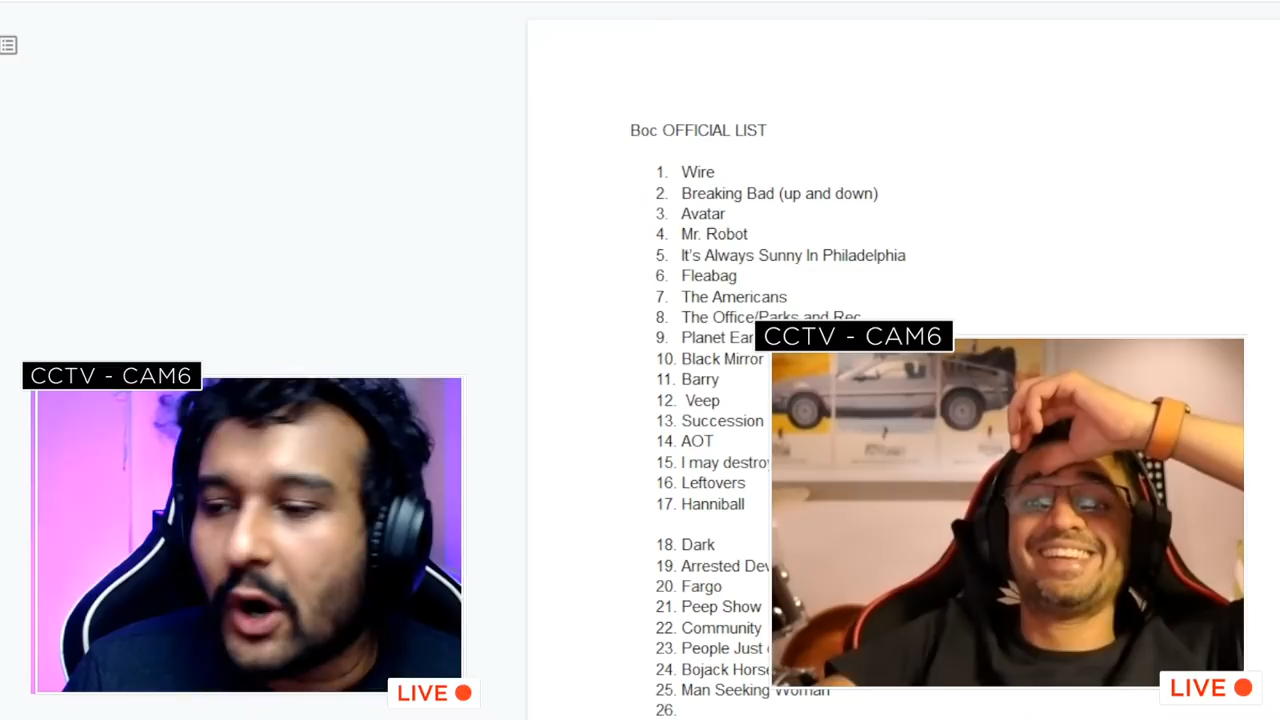 Boc OFFICIAL LIST
1. Wire
2. Breaking Bad (up and down)
3. Avatar
4. Mr. Robot
5. It's Always Sunny In Philadelphia
6. Fleabag
7. The Americans
8. The Office/Parks and Rec
9. Planet Ear
10. Black Mirror
11. Barry
12. Veep
13. Succession
14. AOT
15. I may destroy
16. Leftovers
17. Hanniball
18. Dark
19. Arrested Dev
20. Fargo
21. Peep Show
22. Community
23. People Just
24. Bojack Horse
25. Man Seeking Woman
26.
CCTV - CAM6
LIVE
CCTV - CAM6
LIVE